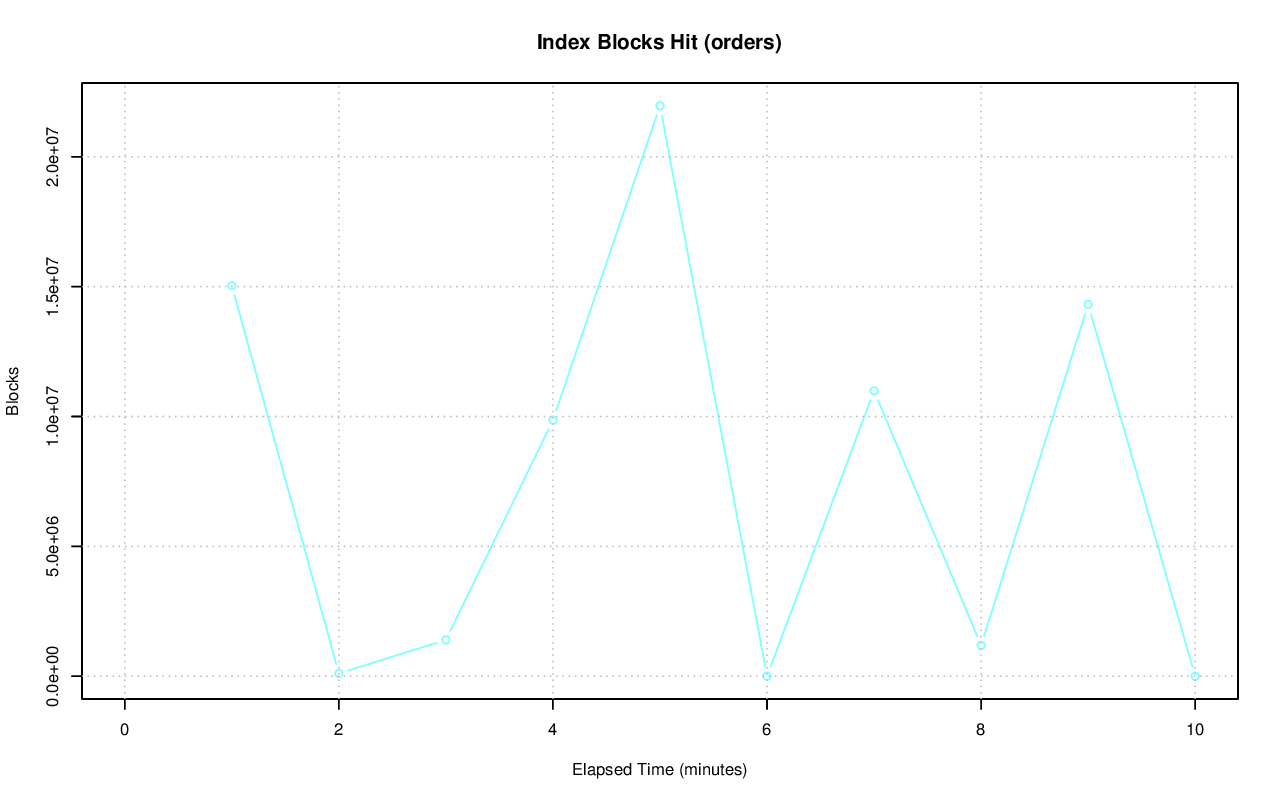 Index Blocks Hit (orders)
2.0e+07
1.5e+07
1.0e+07
5.0e+06
0.0e+00
Blocks
0 2 4 6 8 10
Elapsed Time (minutes)